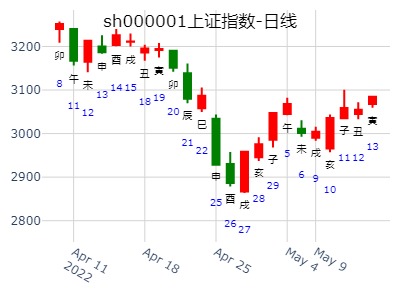 sh000001上证指数-日线
3200
3100
3000
2900
2800
卯
午
未
申
酉
戌
丑
寅
卯
辰
巳
申
酉
戌
亥
子
午
未
戌
亥
子
丑
寅
8
11
12
13
14
15
18
19
20
21
22
25
26
27
28
29
5
6
9
10
11
12
13
Apr 11
2022
Apr 18
Apr 25
May 4
May 9